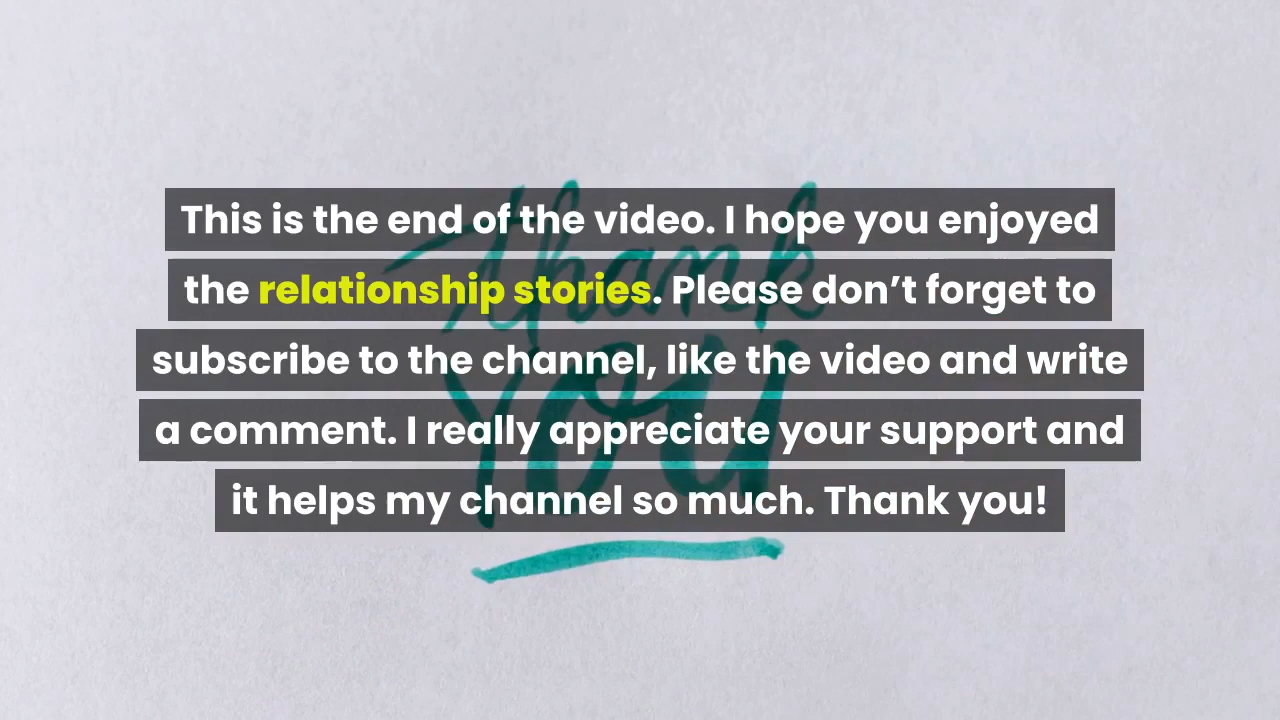 This is the end of the video. I hope you enjoyed
the relationship stories. Please don’t forget to
subscribe to the channel, like the video and write
a comment. I really appreciate your support and
it helps my channel so much. Thank you!
Thank
you